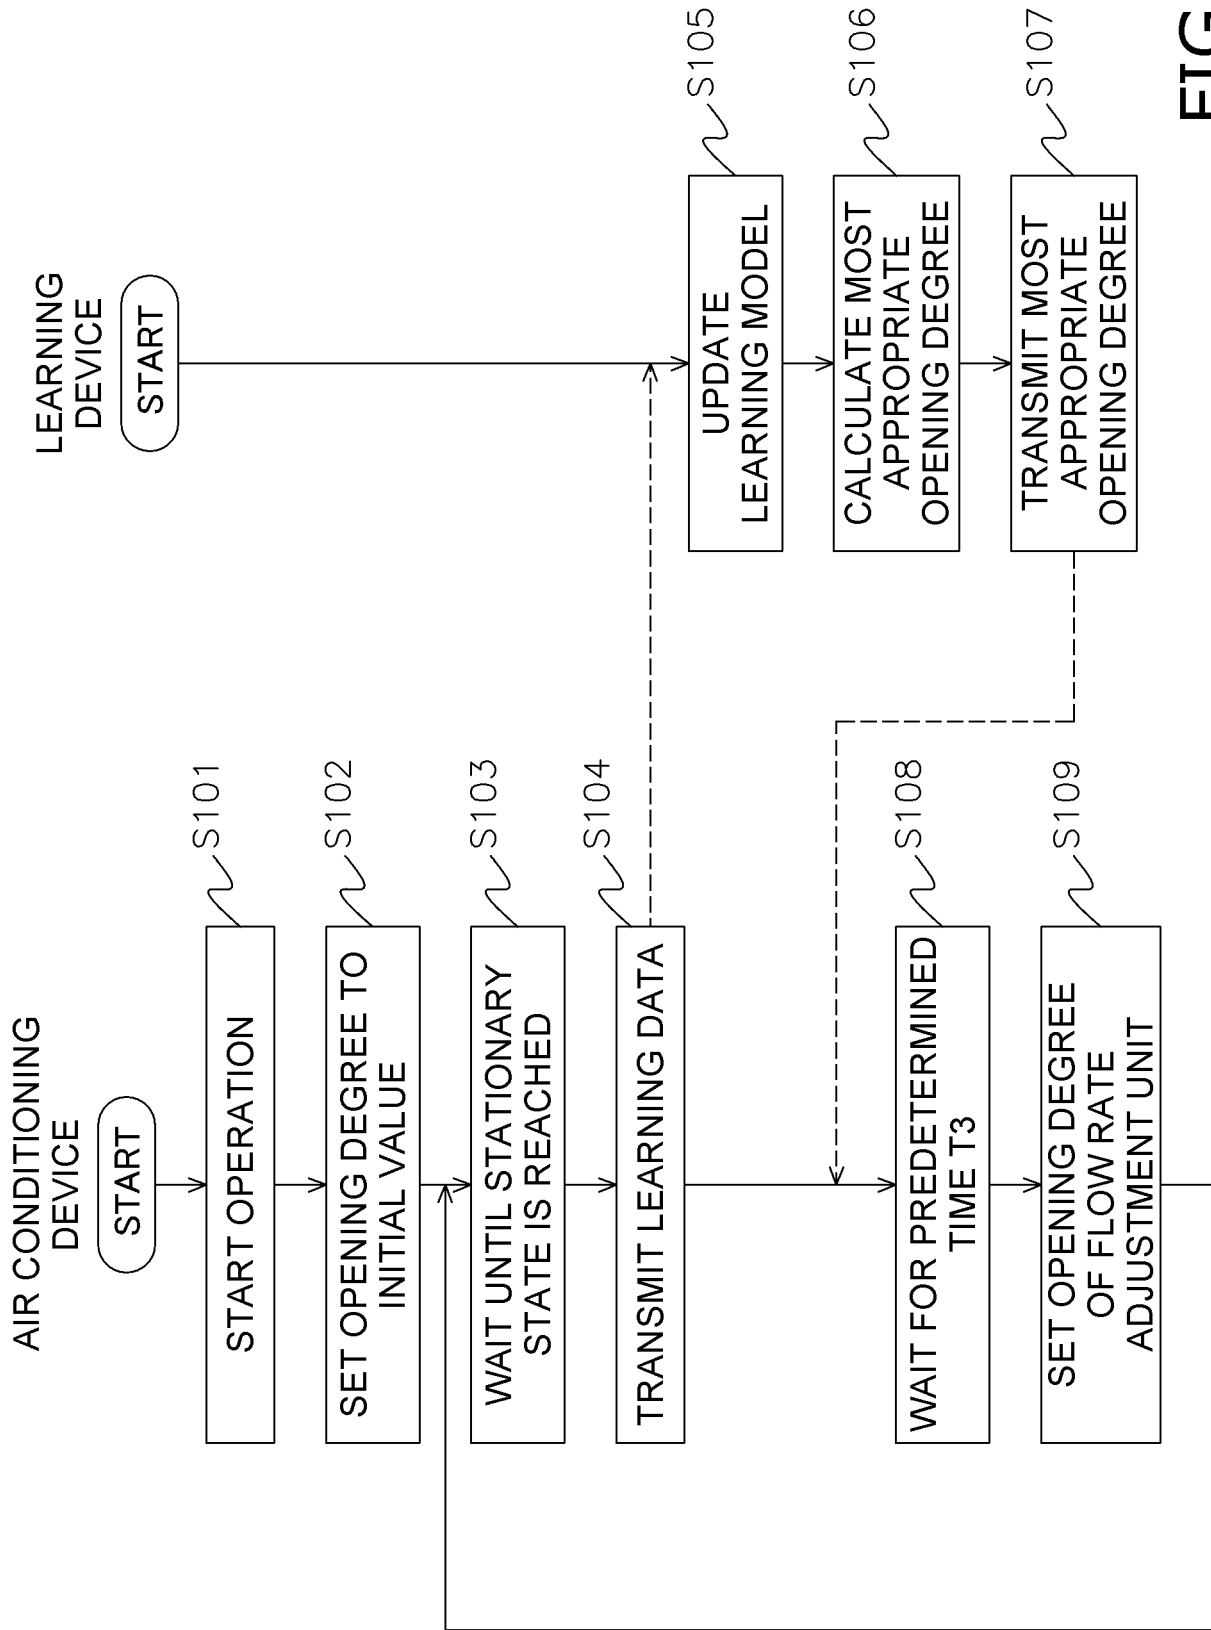 AIR CONDITIONING
DEVICE
START
START OPERATION
S101
SET OPENING DEGREE TO
INITIAL VALUE
S102
WAIT UNTIL STATIONARY
STATE IS REACHED
S103
TRANSMIT LEARNING DATA
S104
WAIT FOR PREDETERMINED
TIME T3
S108
SET OPENING DEGREE
OF FLOW RATE
ADJUSTMENT UNIT
S109
LEARNING
DEVICE
START
UPDATE
LEARNING MODEL
S105
CALCULATE MOST
APPROPRIATE
OPENING DEGREE
S106
TRANSMIT MOST
APPROPRIATE
OPENING DEGREE
S107
FIG